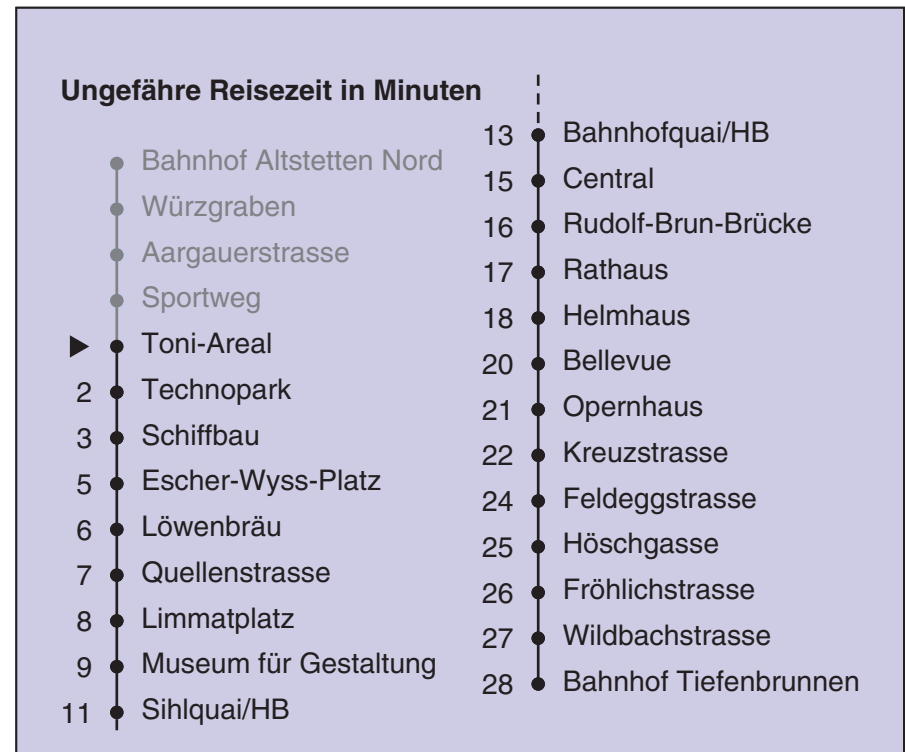 Ungefähre Reisezeit in Minuten
Bahnhof Altstetten Nord
Würzgraben
Aargauerstrasse
Sportweg
Toni-Areal
2 Technopark
3 Schiffbau
5 Escher-Wyss-Platz
6 Löwenbräu
7 Quellenstrasse
8 Limmatplatz
9 Museum für Gestaltung
11 Sihlquai/HB
13 Bahnhofquai/HB
15 Central
16 Rudolf-Brun-Brücke
17 Rathaus
18 Helmhaus
20 Bellevue
21 Opernhaus
22 Kreuzstrasse
24 Feldeggstrasse
25 Höschgasse
26 Fröhlichstrasse
27 Wildbachstrasse
28 Bahnhof Tiefenbrunnen